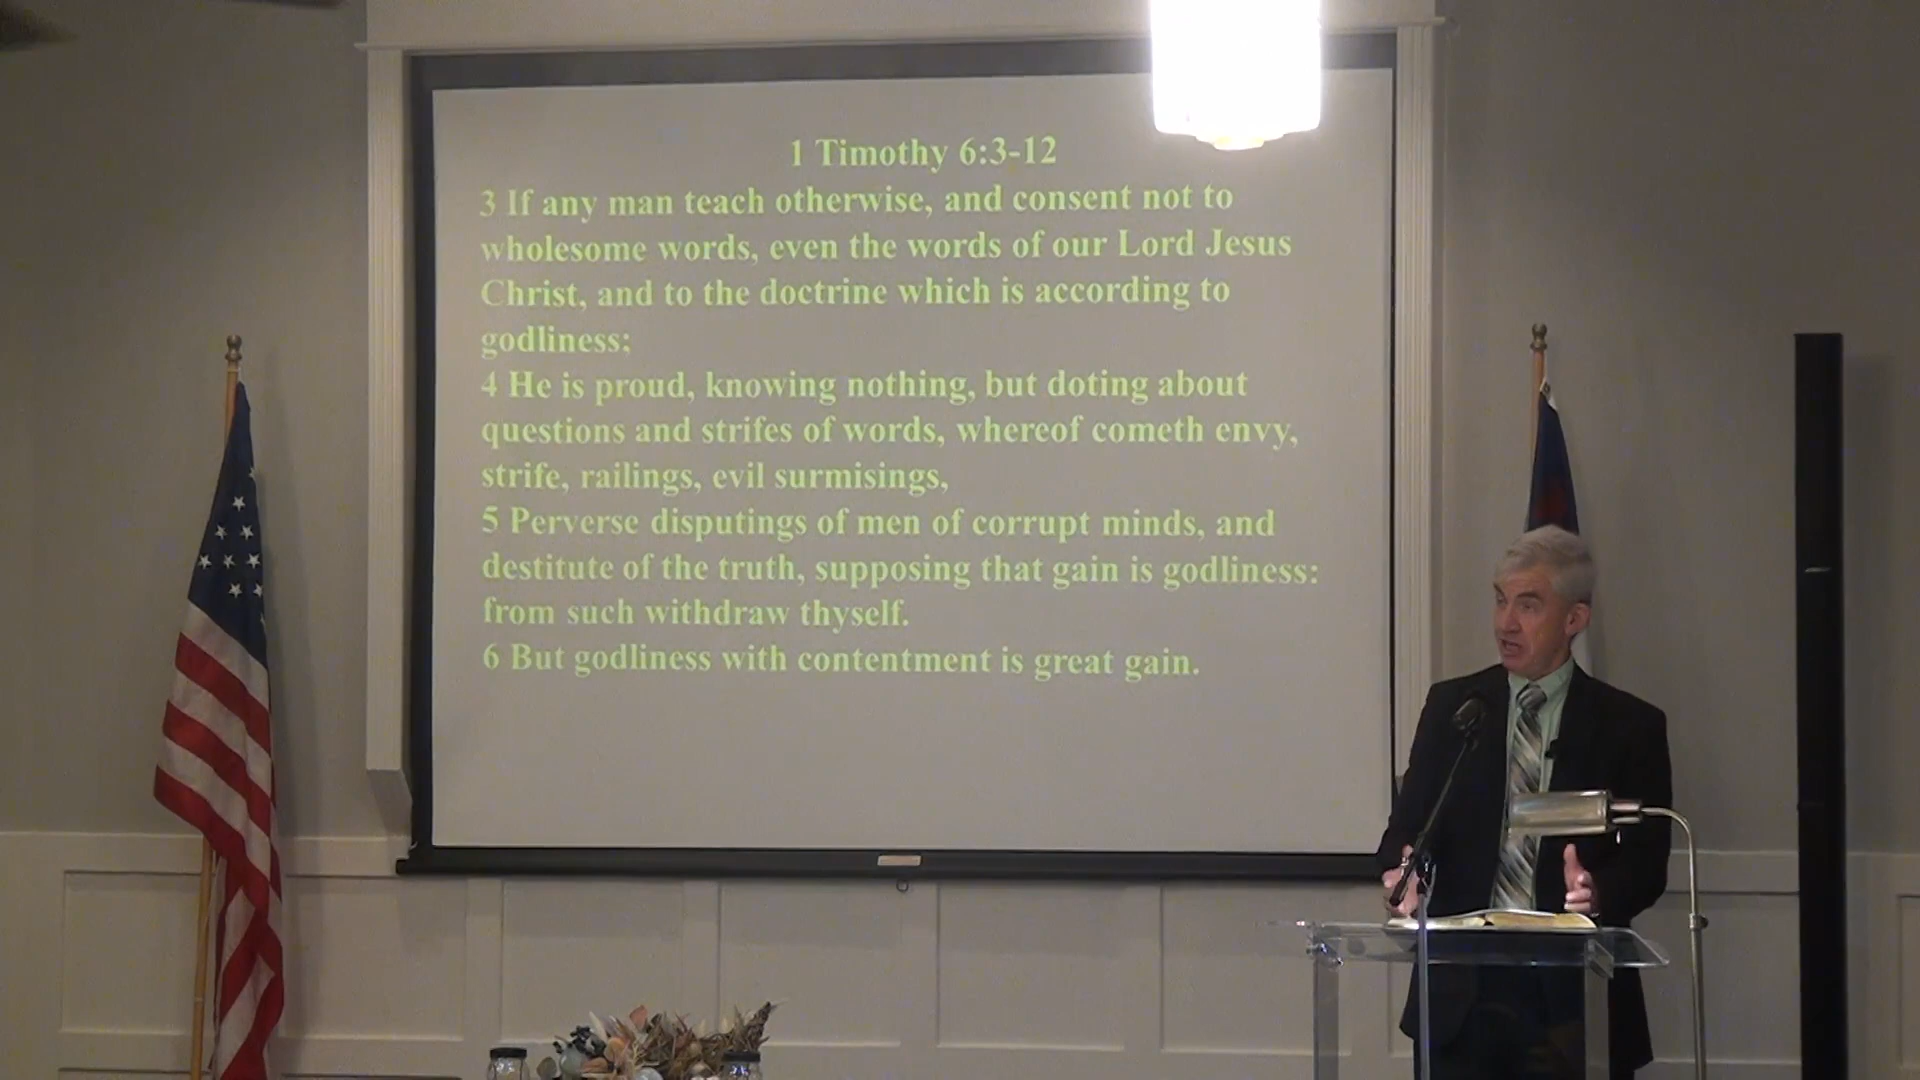 1 Timothy 6:3-12
3 If any man teach otherwise, and consent not to
wholesome words, even the words of our Lord Jesus
Christ, and to the doctrine which is according to
godliness;
4 He is proud, knowing nothing, but doting about
questions and strifes of words, whereof cometh envy,
strife, railings, evil surmisings,
5 Perverse disputings of men of corrupt minds, and
destitute of the truth, supposing that gain is godliness:
from such withdraw thyself.
6 But godliness with contentment is great gain.